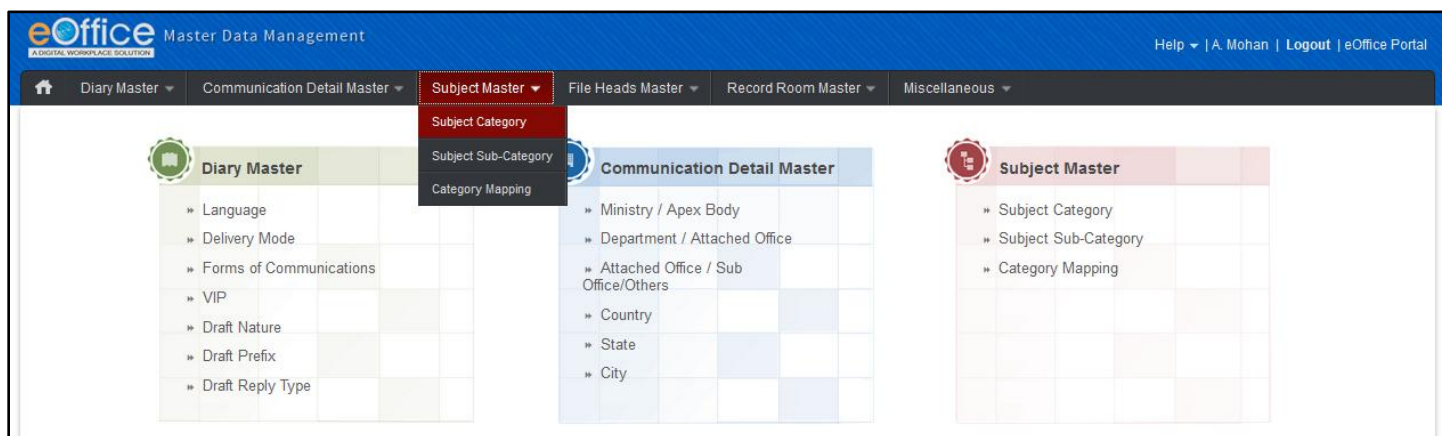 eOffice
A DIGITAL WORKPLACE SOLUTION
Master Data Management
Help | A. Mohan | Logout | eOffice Portal
Diary Master
Communication Detail Master
Subject Master
File Heads Master
Record Room Master
Miscellaneous
Subject Category
Subject Sub-Category
Category Mapping
Diary Master
» Language
» Delivery Mode
» Forms of Communications
» VIP
» Draft Nature
» Draft Prefix
» Draft Reply Type
Communication Detail Master
» Ministry / Apex Body
» Department / Attached Office
» Attached Office / Sub
Office/Others
» Country
» State
» City
Subject Master
» Subject Category
» Subject Sub-Category
» Category Mapping